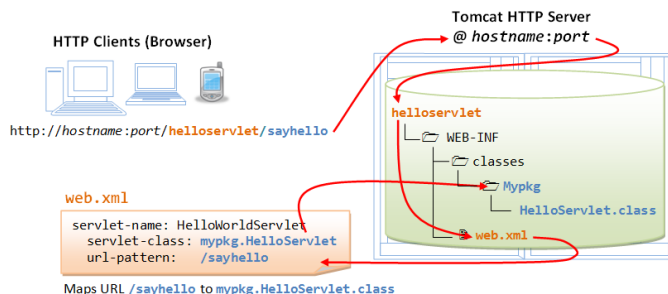 Tomcat HTTP Server
@ hostname:port
HTTP Clients (Browser)
http://hostname:port/helloservlet/sayhello
helloservlet
WEB-INF
classes
Mypkg
HelloServlet.class
web.xml
web.xml
servlet-name: HelloWorldServlet
servlet-class: mypkg.HelloServlet
url-pattern: /sayhello
Maps URL /sayhello to mypkg.HelloServlet.class